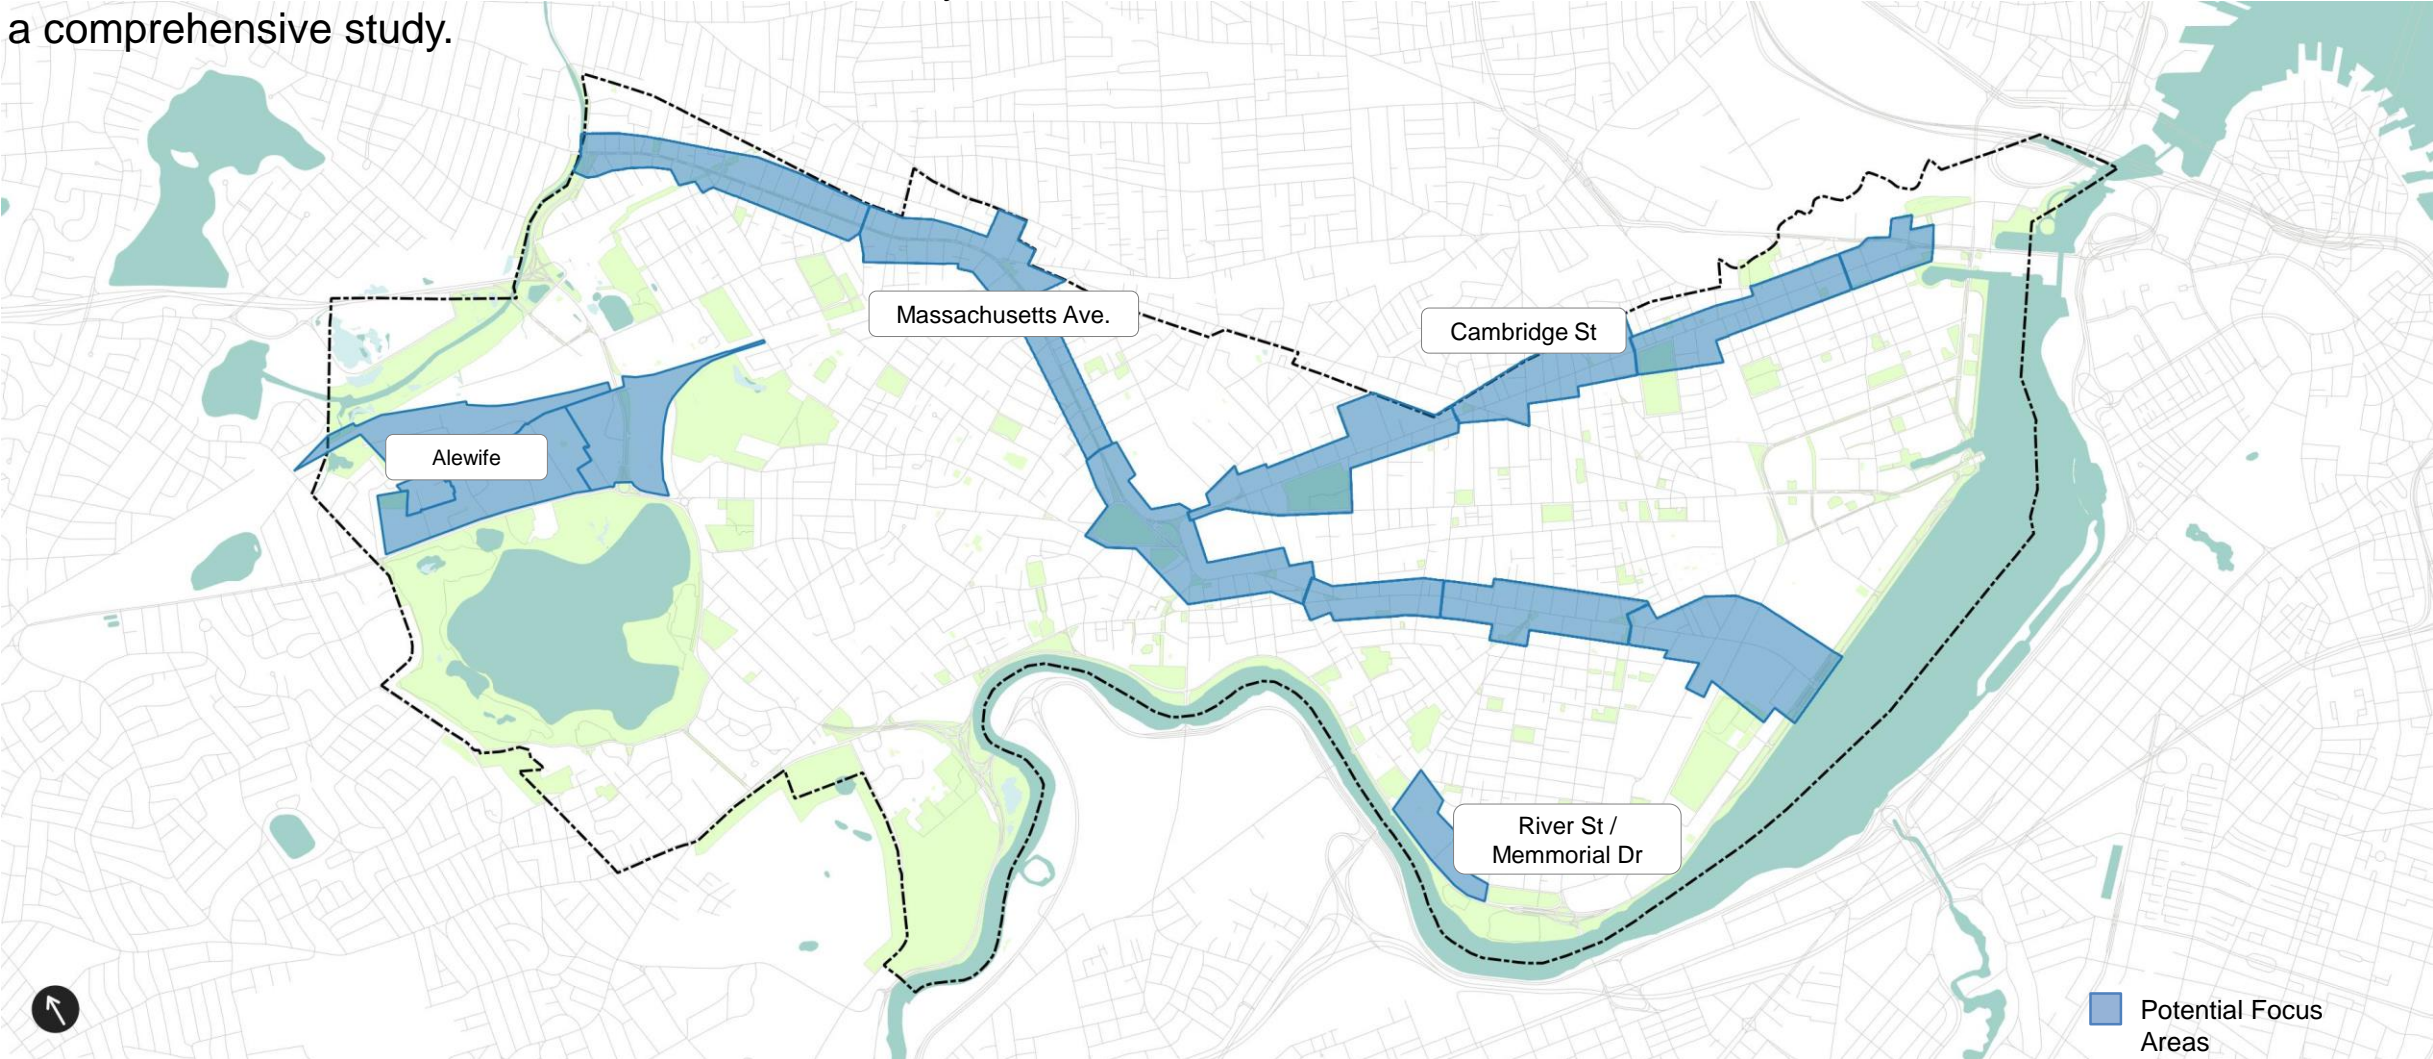 a comprehensive study.
Massachusetts Ave.
Cambridge St
Alewife
River St /
Memmorial Dr
Potential Focus
Areas